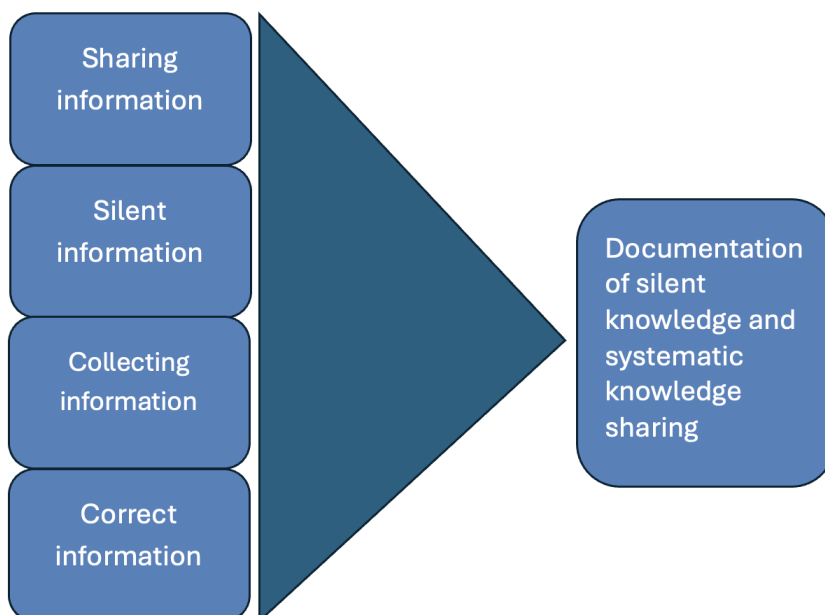 Sharing
information
Silent
information
Collecting
information
Correct
information
Documentation
of silent
knowledge and
systematic
knowledge
sharing